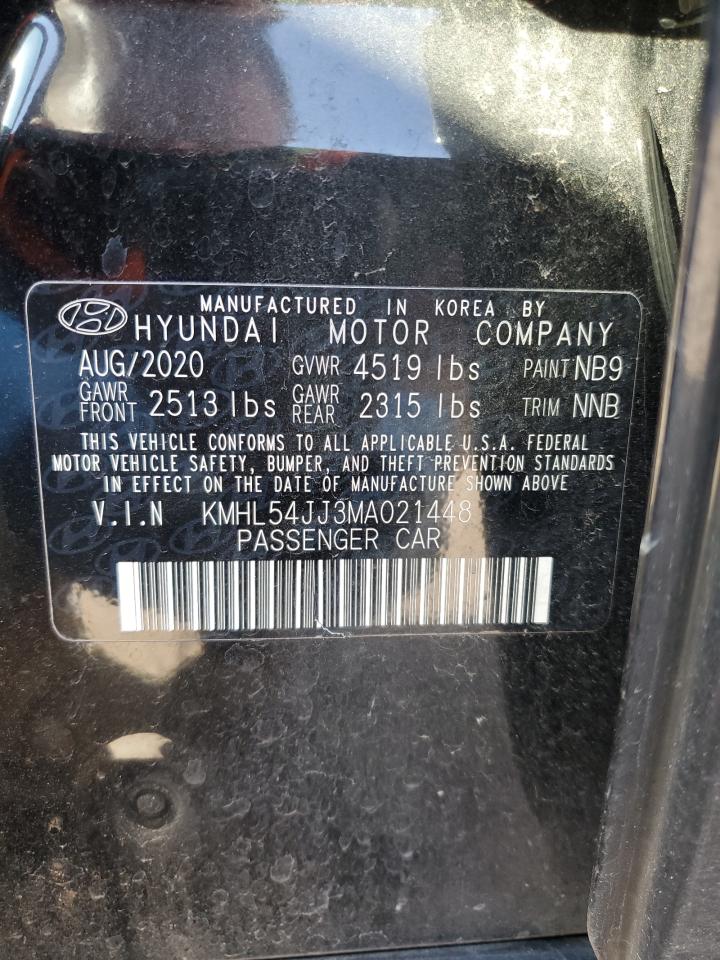 MANUFACTURED IN KOREA BY
HYUNDAI MOTOR COMPANY
AUG/2020 GVWR 4519 lbs PAINT NB9
GAWR FRONT 2513 lbs GAWR REAR 2315 lbs TRIM NNB
THIS VEHICLE CONFORMS TO ALL APPLICABLE U.S.A. FEDERAL
MOTOR VEHICLE SAFETY, BUMPER, AND THEFT PREVENTION STANDARDS
IN EFFECT ON THE DATE OF MANUFACTURE SHOWN ABOVE
V.I.N KMHL54JJ3MA021448
PASSENGER CAR